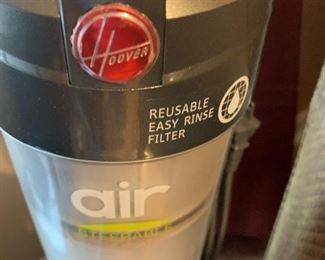 HOOVER
REUSABLE
EASY RINSE
FILTER
air
STEERABLE